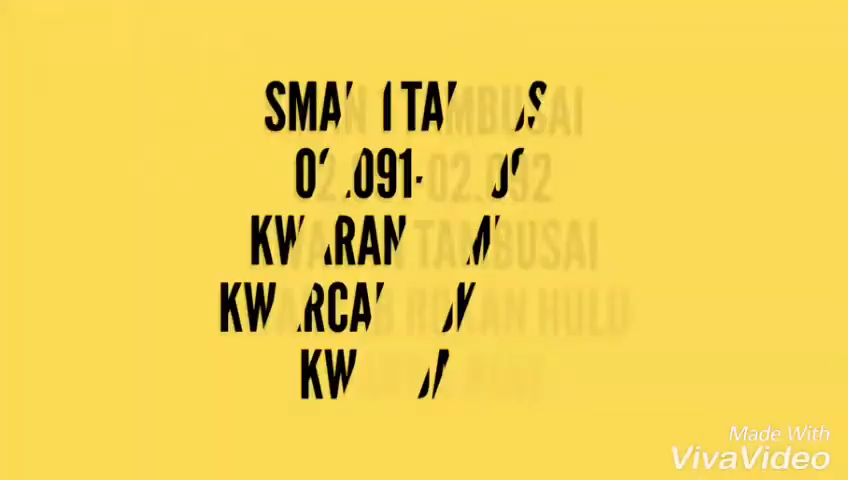 SMAN 1 TAMBUSAI
02.091-02.092
KWARAN TAMBUSAI
KWARCAB ROKAN HULU
Made With
VivaVideo